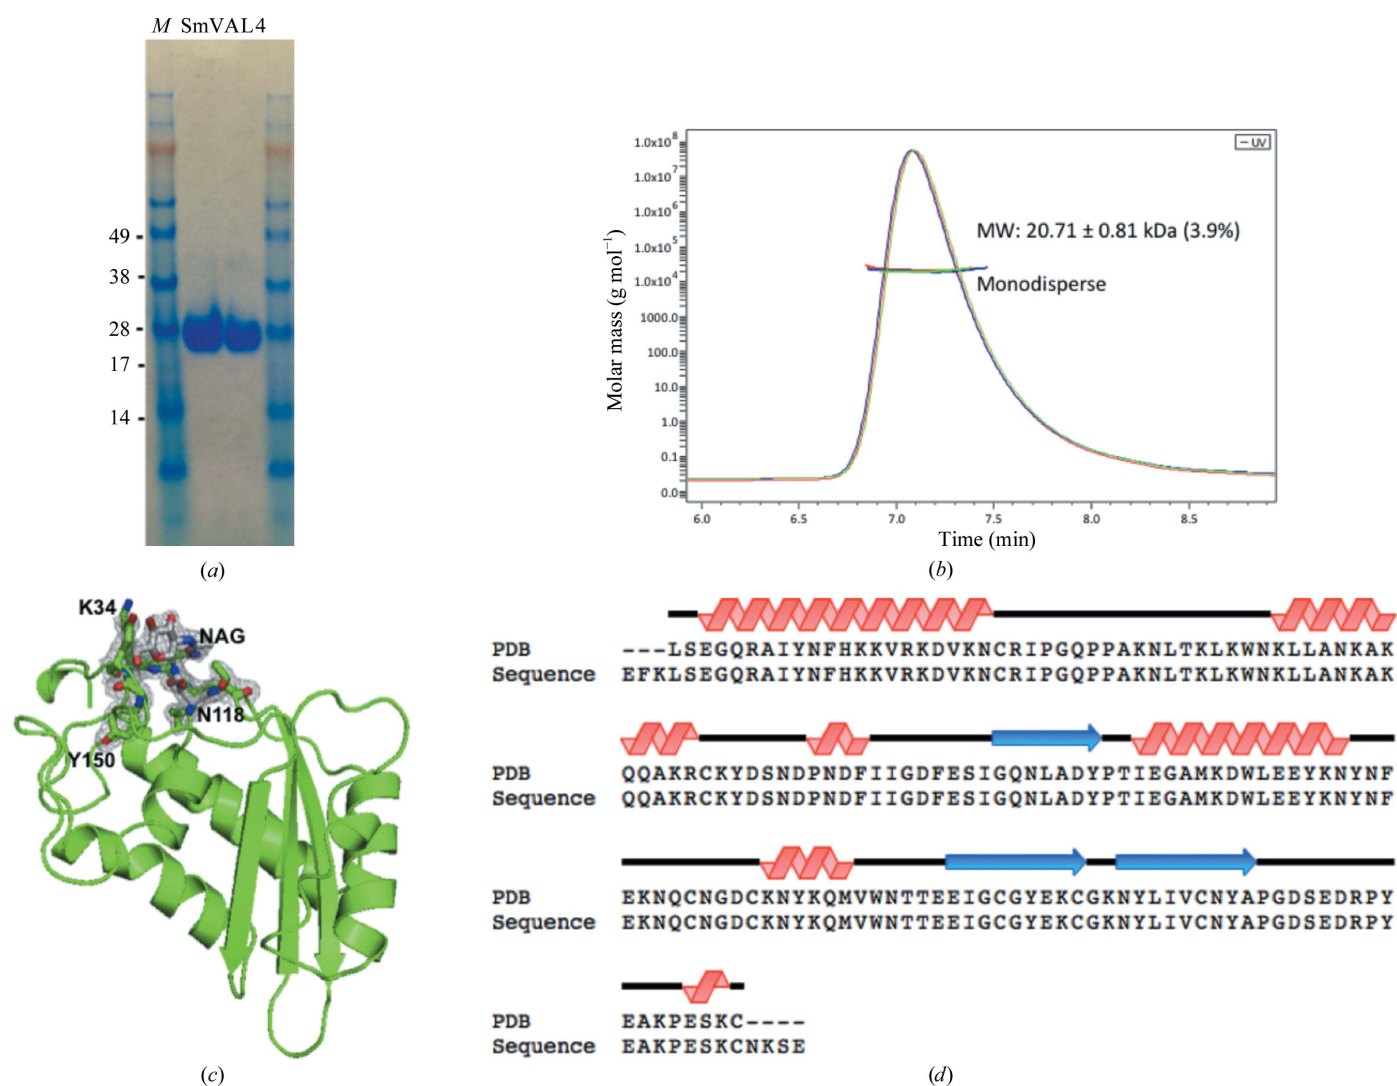 M SmVAL4
49
38
28
17
14
(a)
UV
1.0x10⁸
1.0x10⁷
1.0x10⁶
1.0x10⁵
1.0x10⁴
1000.0
100.0
10.0
1.0
0.1
0.0
Molar mass (g mol⁻¹)
MW: 20.71 ± 0.81 kDa (3.9%)
Monodisperse
6.0 6.5 7.0 7.5 8.0 8.5
Time (min)
(b)
K34
NAG
N118
Y150
(c)
PDB ---LSEGQRAIYNFHKKVRKDVKNCRIPGQPPAKNLTKLKWNKLLANKAK
Sequence EFKLSEGQRAIYNFHKKVRKDVKNCRIPGQPPAKNLTKLKWNKLLANKAK
PDB QQAKRCKYDSNDPNDFIIGDFESIGQNLADYPTIEGAMKDWLEEYKNYNF
Sequence QQAKRCKYDSNDPNDFIIGDFESIGQNLADYPTIEGAMKDWLEEYKNYNF
PDB EKNQCNGDCKNYKQMVWNTTEEIGCGYEKCGKNYLIVCNYAPGDSEDRPY
Sequence EKNQCNGDCKNYKQMVWNTTEEIGCGYEKCGKNYLIVCNYAPGDSEDRPY
PDB EAKPESKC----
Sequence EAKPESKCNKSE
(d)